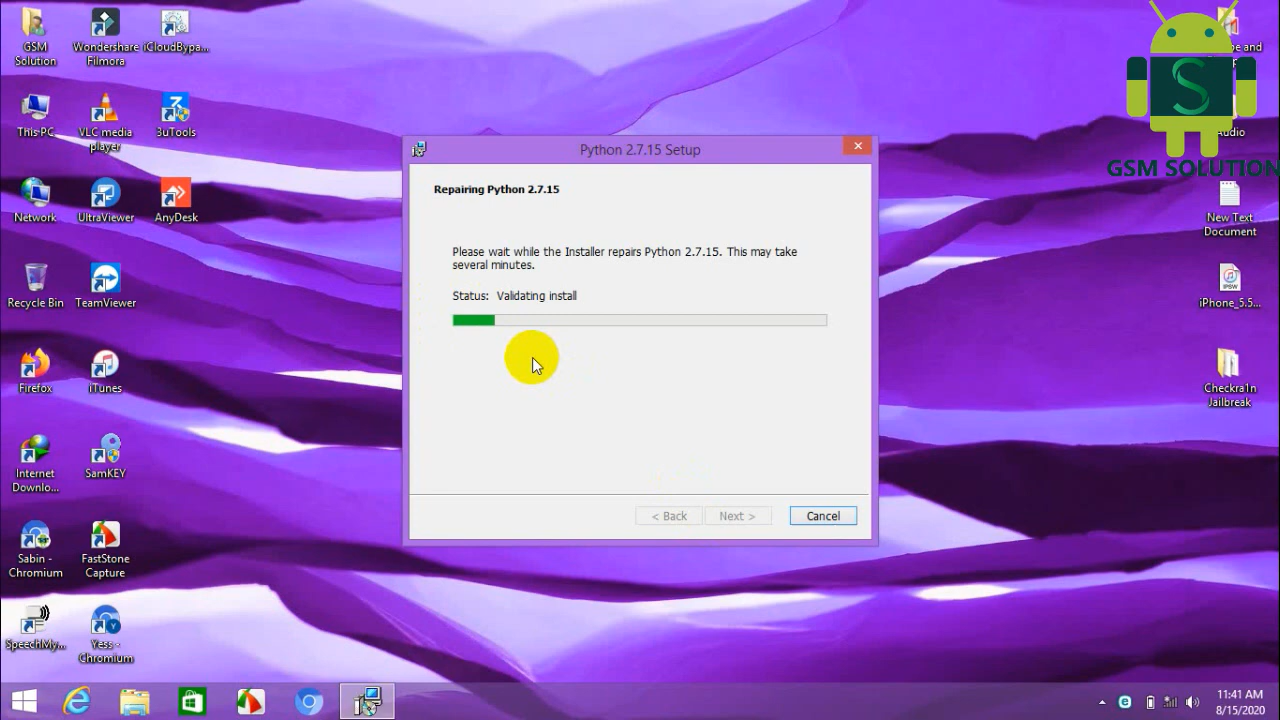 GSM
Solution
Wondershare
Filmora
iCloudBypa...
This PC
VLC media
player
3uTools
Network
UltraViewer
AnyDesk
Recycle Bin
TeamViewer
Firefox
iTunes
Internet
Downlo...
SamKEY
Sabin -
Chromium
FastStone
Capture
SpeechMy...
Yess -
Chromium
Python 2.7.15 Setup
Repairing Python 2.7.15
Please wait while the Installer repairs Python 2.7.15. This may take
several minutes.
Status: Validating install
< Back
Next >
Cancel
S
GSM SOLUTION
Audio
New Text
Document
IPSW
iPhone_5.5...
Checkra1n
Jailbreak
11:41 AM
8/15/2020